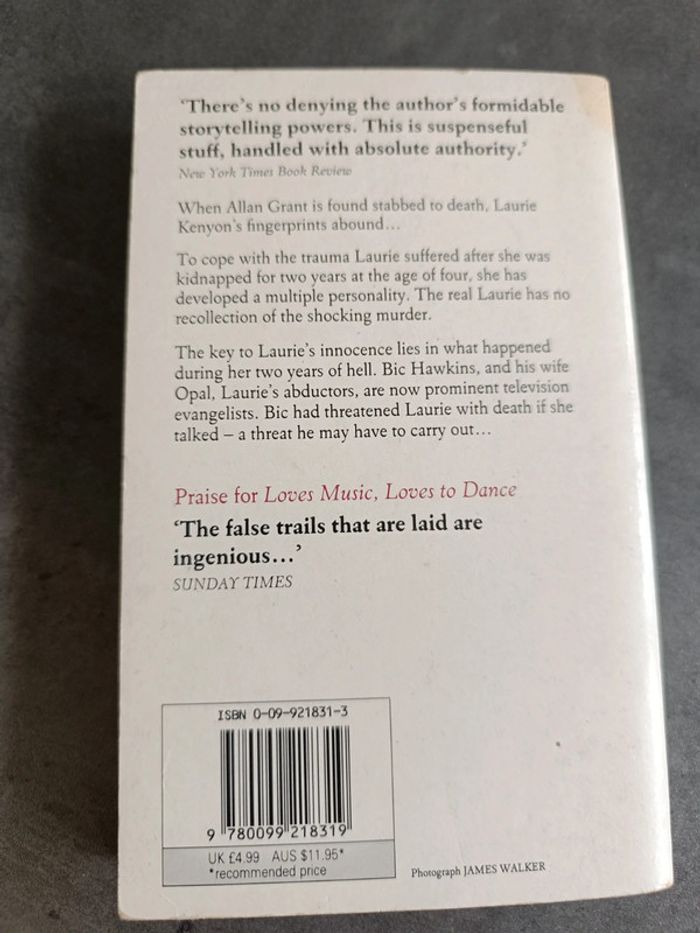 ‘There’s no denying the author’s formidable
storytelling powers. This is suspenseful
stuff, handled with absolute authority.’
New York Times Book Review
When Allan Grant is found stabbed to death, Laurie
Kenyon’s fingerprints abound…
To cope with the trauma Laurie suffered after she was
kidnapped for two years at the age of four, she has
developed a multiple personality. The real Laurie has no
recollection of the shocking murder.
The key to Laurie’s innocence lies in what happened
during her two years of hell. Bic Hawkins, and his wife
Opal, Laurie’s abductors, are now prominent television
evangelists. Bic had threatened Laurie with death if she
talked – a threat he may have to carry out…
Praise for Loves Music, Loves to Dance
‘The false trails that are laid are
ingenious…’
SUNDAY TIMES
ISBN 0-09-921831-3
9 780099 218319
UK £4.99 AUS $11.95*
*recommended price
Photograph JAMES WALKER